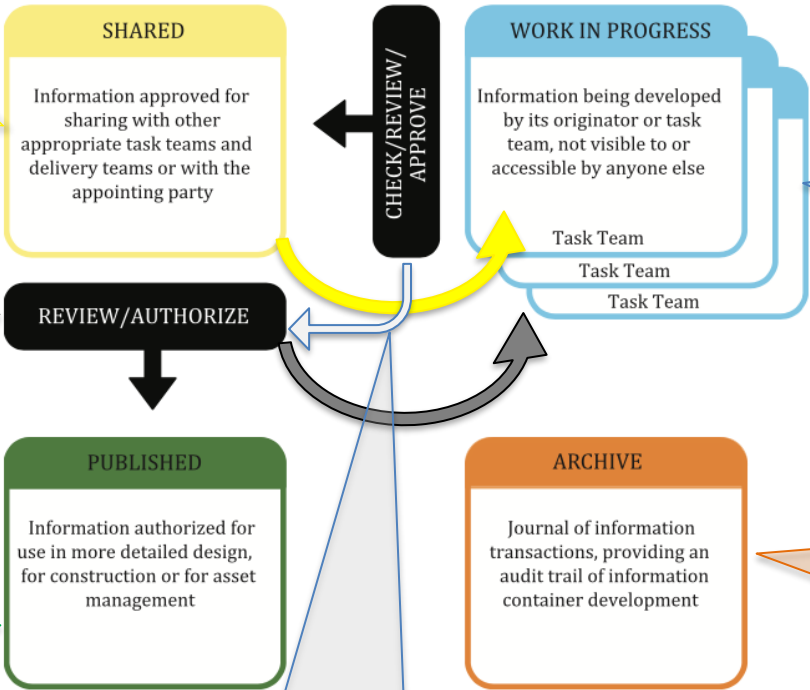 SHARED
Information approved for
sharing with other
appropriate task teams and
delivery teams or with the
appointing party
CHECK/REVIEW/
APPROVE
WORK IN PROGRESS
Information being developed
by its originator or task
team, not visible to or
accessible by anyone else
Task Team
Task Team
Task Team
REVIEW/AUTHORIZE
PUBLISHED
Information authorized for
use in more detailed design,
for construction or for asset
management
ARCHIVE
Journal of information
transactions, providing an
audit trail of information
container development